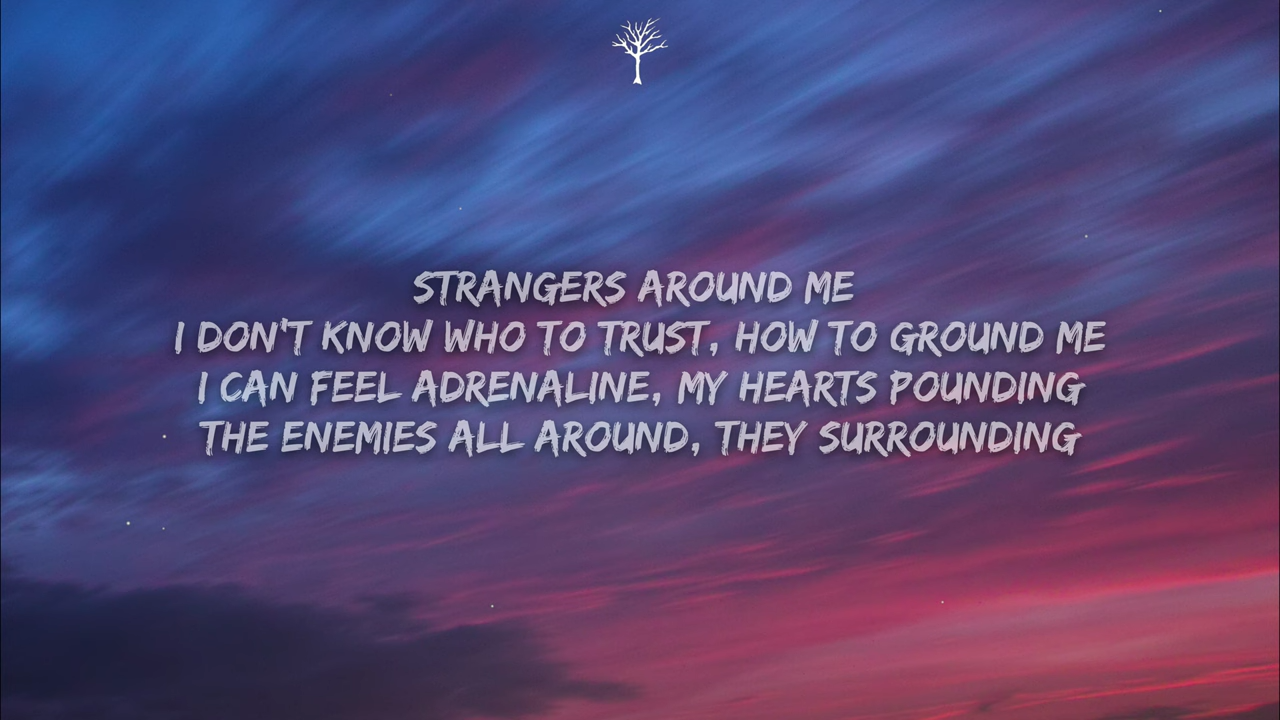 STRANGERS AROUND ME
I DON'T KNOW WHO TO TRUST, HOW TO GROUND ME
I CAN FEEL ADRENALINE, MY HEARTS POUNDING
THE ENEMIES ALL AROUND, THEY SURROUNDING